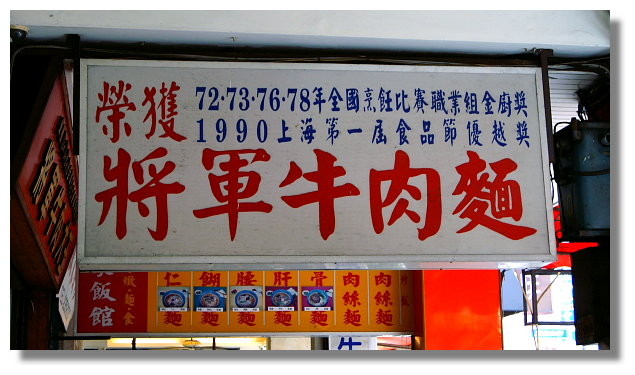 榮獲
72·73·76·78年全國烹飪比賽職業組金廚獎
1990上海第一屆食品節優越獎
將軍牛肉麵
飯館
麵·食
仁 麵
蝴 麵
腰 麵
肝 麵
骨 麵
肉絲麵
肉絲麵